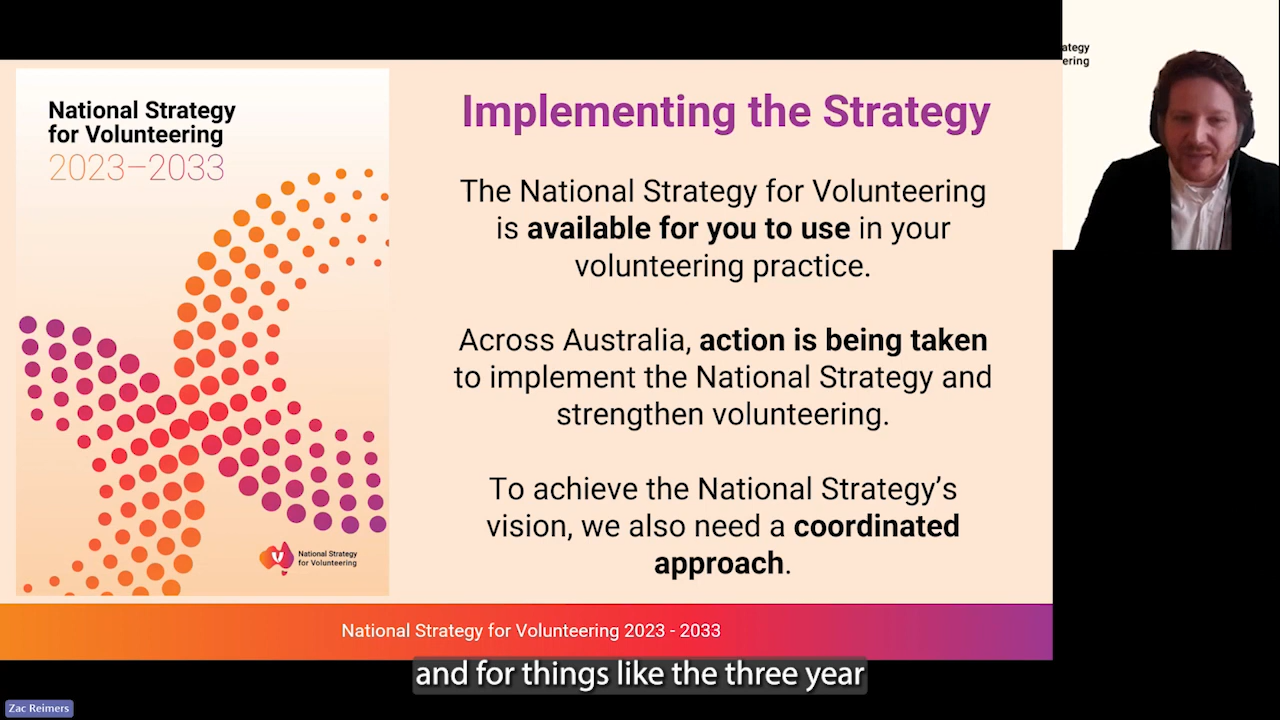 National Strategy
for Volunteering
2023–2033
National Strategy
for Volunteering
Implementing the Strategy
The National Strategy for Volunteering
is available for you to use in your
volunteering practice.
Across Australia, action is being taken
to implement the National Strategy and
strengthen volunteering.
To achieve the National Strategy’s
vision, we also need a coordinated
approach.
National Strategy for Volunteering 2023 - 2033
ategy
ering
and for things like the three year
Zac Reimers